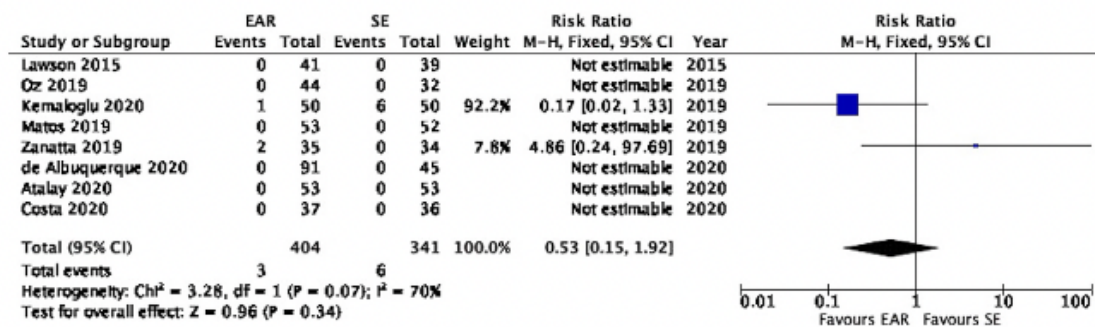 EAR SE Risk Ratio Risk Ratio
Study or Subgroup Events Total Events Total Weight M-H, Fixed, 95% CI Year M-H, Fixed, 95% CI
Lawson 2015 0 41 0 39 Not estimable 2015
Oz 2019 0 44 0 32 Not estimable 2019
Kemaloglu 2020 1 50 6 50 92.2% 0.17 [0.02, 1.33] 2019
Matos 2019 0 53 0 52 Not estimable 2019
Zanatta 2019 2 35 0 34 7.8% 4.86 [0.24, 97.69] 2019
de Albuquerque 2020 0 91 0 45 Not estimable 2020
Atalay 2020 0 53 0 53 Not estimable 2020
Costa 2020 0 37 0 36 Not estimable 2020
Total (95% CI) 404 341 100.0% 0.53 [0.15, 1.92]
Total events 3 6
Heterogeneity: Chi² = 3.28, df = 1 (P = 0.07); I² = 70%
Test for overall effect: Z = 0.96 (P = 0.34)
0.01 0.1 1 10 100
Favours EAR Favours SE